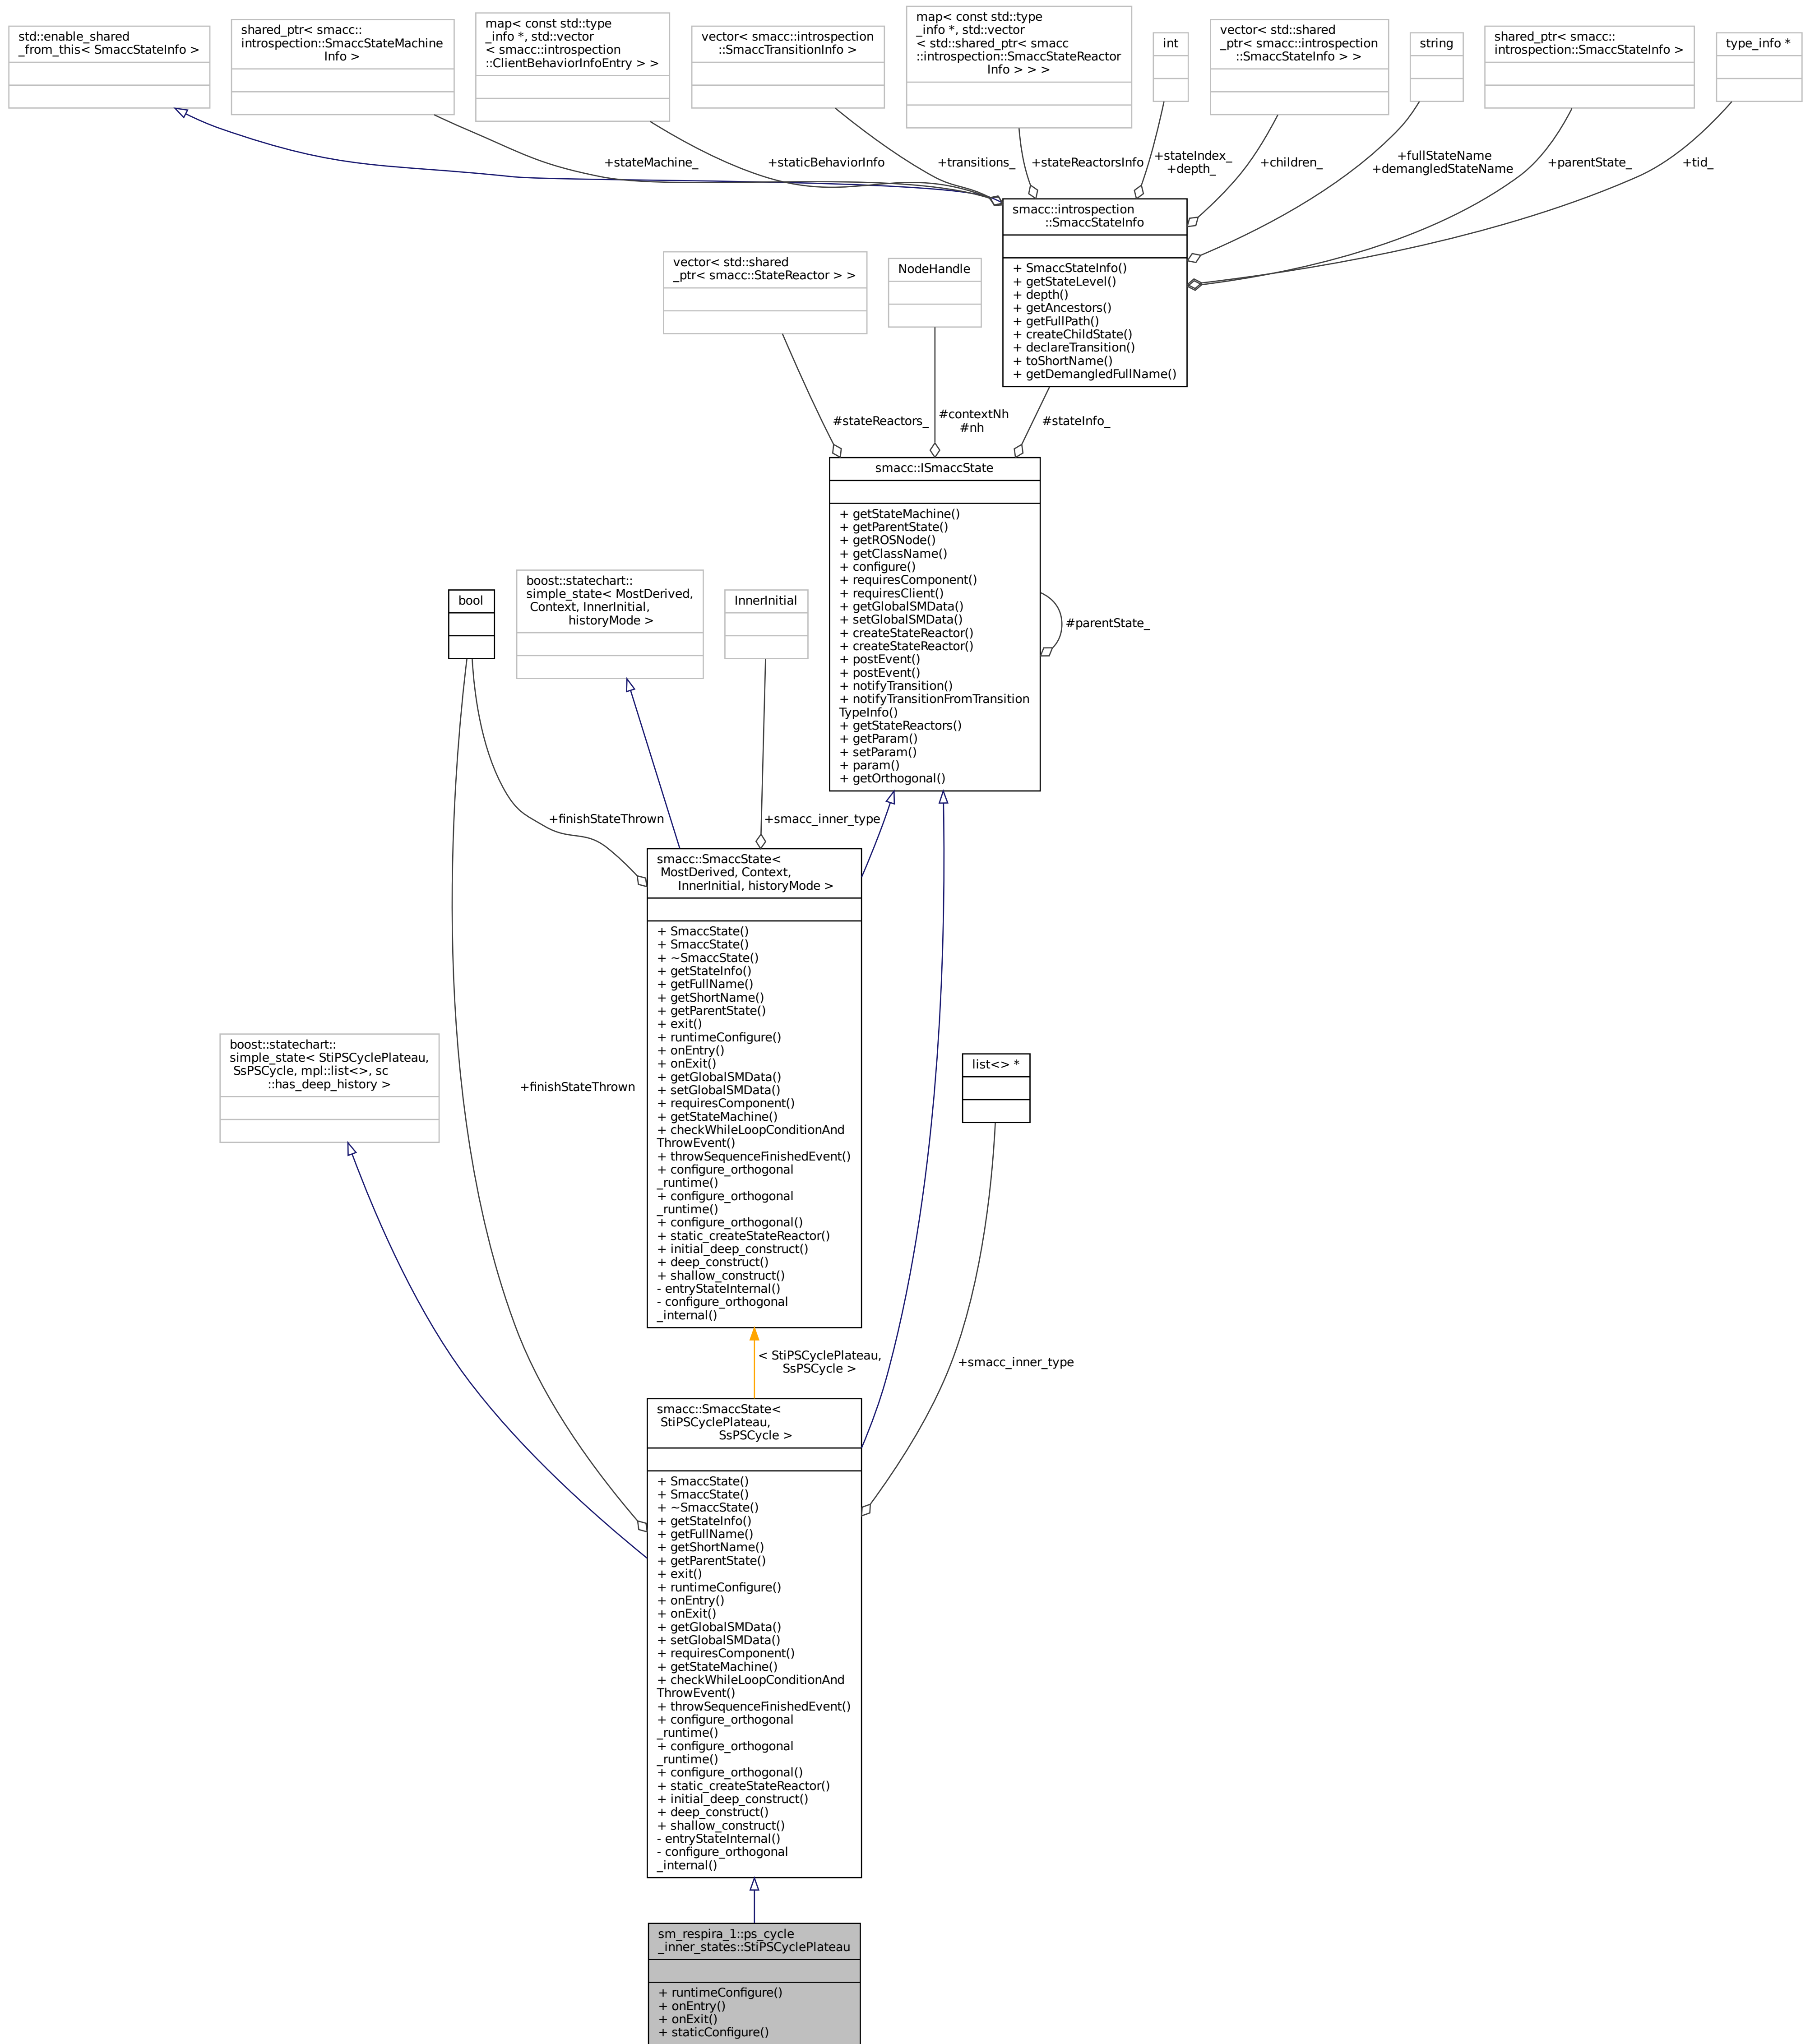 std::enable_shared
_from_this< SmaccStateInfo >
shared_ptr< smacc::
introspection::SmaccStateMachine
Info >
map< const std::type
_info *, std::vector
< smacc::introspection
::ClientBehaviorInfoEntry > >
vector< smacc::introspection
::SmaccTransitionInfo >
map< const std::type
_info *, std::vector
< std::shared_ptr< smacc
::introspection::SmaccStateReactor
Info > > >
int
vector< std::shared
_ptr< smacc::introspection
::SmaccStateInfo > >
string
shared_ptr< smacc::
introspection::SmaccStateInfo >
type_info *
+stateMachine_
+staticBehaviorInfo
+transitions_
+stateReactorsInfo
+stateIndex_
+depth_
+children_
+fullStateName
+demangledStateName
+parentState_
+tid_
smacc::introspection
::SmaccStateInfo
+ SmaccStateInfo()
+ getStateLevel()
+ depth()
+ getAncestors()
+ getFullPath()
+ createChildState()
+ declareTransition()
+ toShortName()
+ getDemangledFullName()
vector< std::shared
_ptr< smacc::StateReactor > >
NodeHandle
#stateReactors_
#contextNh
#nh
#stateInfo_
smacc::ISmaccState
+ getStateMachine()
+ getParentState()
+ getROSNode()
+ getClassName()
+ configure()
+ requiresComponent()
+ requiresClient()
+ getGlobalSMData()
+ setGlobalSMData()
+ createStateReactor()
+ createStateReactor()
+ postEvent()
+ postEvent()
+ notifyTransition()
+ notifyTransitionFromTransition
TypeInfo()
+ getStateReactors()
+ getParam()
+ setParam()
+ param()
+ getOrthogonal()
#parentState_
bool
boost::statechart::
simple_state< MostDerived,
Context, InnerInitial,
historyMode >
InnerInitial
+finishStateThrown
+smacc_inner_type
smacc::SmaccState<
MostDerived, Context,
InnerInitial, historyMode >
+ SmaccState()
+ SmaccState()
+ ~SmaccState()
+ getStateInfo()
+ getFullName()
+ getShortName()
+ getParentState()
+ exit()
+ runtimeConfigure()
+ onEntry()
+ onExit()
+ getGlobalSMData()
+ setGlobalSMData()
+ requiresComponent()
+ getStateMachine()
+ checkWhileLoopConditionAnd
ThrowEvent()
+ throwSequenceFinishedEvent()
+ configure_orthogonal
_runtime()
+ configure_orthogonal
_runtime()
+ configure_orthogonal()
+ static_createStateReactor()
+ initial_deep_construct()
+ deep_construct()
+ shallow_construct()
- entryStateInternal()
- configure_orthogonal
_internal()
boost::statechart::
simple_state< StiPSCyclePlateau,
SsPSCycle, mpl::list<>, sc
::has_deep_history >
+finishStateThrown
list<> *
< StiPSCyclePlateau,
SsPSCycle >
+smacc_inner_type
smacc::SmaccState<
StiPSCyclePlateau,
SsPSCycle >
+ SmaccState()
+ SmaccState()
+ ~SmaccState()
+ getStateInfo()
+ getFullName()
+ getShortName()
+ getParentState()
+ exit()
+ runtimeConfigure()
+ onEntry()
+ onExit()
+ getGlobalSMData()
+ setGlobalSMData()
+ requiresComponent()
+ getStateMachine()
+ checkWhileLoopConditionAnd
ThrowEvent()
+ throwSequenceFinishedEvent()
+ configure_orthogonal
_runtime()
+ configure_orthogonal
_runtime()
+ configure_orthogonal()
+ static_createStateReactor()
+ initial_deep_construct()
+ deep_construct()
+ shallow_construct()
- entryStateInternal()
- configure_orthogonal
_internal()
sm_respira_1::ps_cycle
_inner_states::StiPSCyclePlateau
+ runtimeConfigure()
+ onEntry()
+ onExit()
+ staticConfigure()